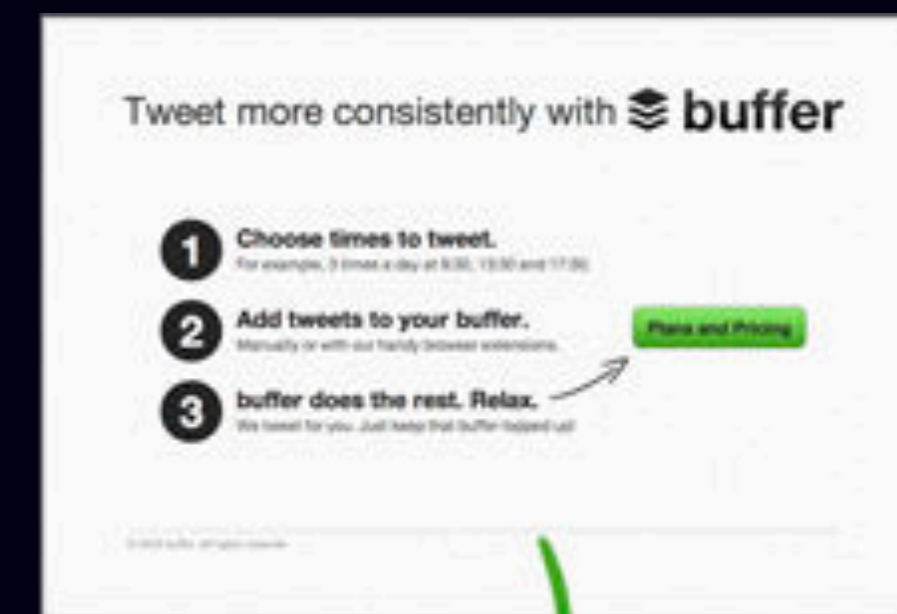 Tweet more consistently with buffer
1 Choose times to tweet.
For example, 3 times a day at 9:30, 13:30 and 17:30.
2 Add tweets to your buffer.
Manually or with our handy browser extensions.
Plans and Pricing
3 buffer does the rest. Relax.
We tweet for you. Just keep that buffer topped up!